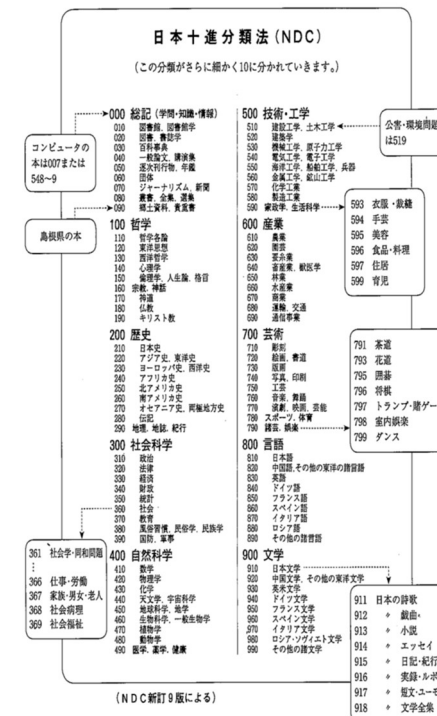 日本十進分類法(NDC)
(この分類がさらに細かく10に分かれていきます。)
000 総記 (学問・知識・情報)
010 図書館、図書館学
020 図書、書誌学
030 百科事典
040 一般論文、講演集
050 逐次刊行物、年鑑
060 団体
070 ジャーナリズム、新聞
080 叢書、全集、選集
090 郷土資料、貴重書
100 哲学
110 哲学各論
120 東洋思想
130 西洋哲学
140 心理学
150 倫理学、人生論、格言
160 宗教、神話
170 神道
180 仏教
190 キリスト教
200 歴史
210 日本史
220 アジア史、東洋史
230 ヨーロッパ史、西洋史
240 アフリカ史
250 北アメリカ史
260 南アメリカ史
270 オセアニア史、両極地方史
280 伝記
290 地理、地誌、紀行
300 社会科学
310 政治
320 法律
330 経済
340 財政
350 統計
360 社会
370 教育
380 風俗習慣、民俗学、民族学
390 国防、軍事
400 自然科学
410 数学
420 物理学
430 化学
440 天文学、宇宙科学
450 地球科学、地学
460 生物科学、一般生物学
470 植物学
480 動物学
490 医学、薬学、健康
500 技術・工学
510 建設工学、土木工学
520 建築学
530 機械工学、原子力工学
540 電気工学、電子工学
550 海洋工学、船舶工学、兵器
560 金属工学、鉱山工学
570 化学工業
580 製造工業
590 家政学、生活科学
600 産業
610 農業
620 園芸
630 蚕糸業
640 畜産業、獣医学
650 林業
660 水産業
670 商業
680 運輸、交通
690 通信事業
700 芸術
710 彫刻
720 絵画、書道
730 版画
740 写真、印刷
750 工芸
760 音楽、舞踊
770 演劇、映画、芸能
780 スポーツ、体育
790 諸芸、娯楽
800 言語
810 日本語
820 中国語、その他の東洋の諸言語
830 英語
840 ドイツ語
850 フランス語
860 スペイン語
870 イタリア語
880 ロシア語
890 その他の諸言語
900 文学
910 日本文学
920 中国文学、その他の東洋文学
930 英米文学
940 ドイツ文学
950 フランス文学
960 スペイン文学
970 イタリア文学
980 ロシア・ソヴィエト文学
990 その他の諸文学
コンピュータの
本は007または
548~9
島根県の本
361 社会学・同和問題
⋮
366 仕事・労働
367 家族・男女・老人
368 社会病理
369 社会福祉
公害・環境問題
は519
593 衣服・裁縫
594 手芸
595 美容
596 食品・料理
597 住居
599 育児
791 茶道
793 花道
795 囲碁
796 将棋
797 トランプ・賭ゲー
798 室内娯楽
799 ダンス
911 日本の詩歌
912 〃 戯曲
913 〃 小説
914 〃 エッセイ
915 〃 日記・紀行
916 〃 実録・ルポ
917 〃 短文・ユーモ
918 〃 文学全集
(NDC新訂9版による)